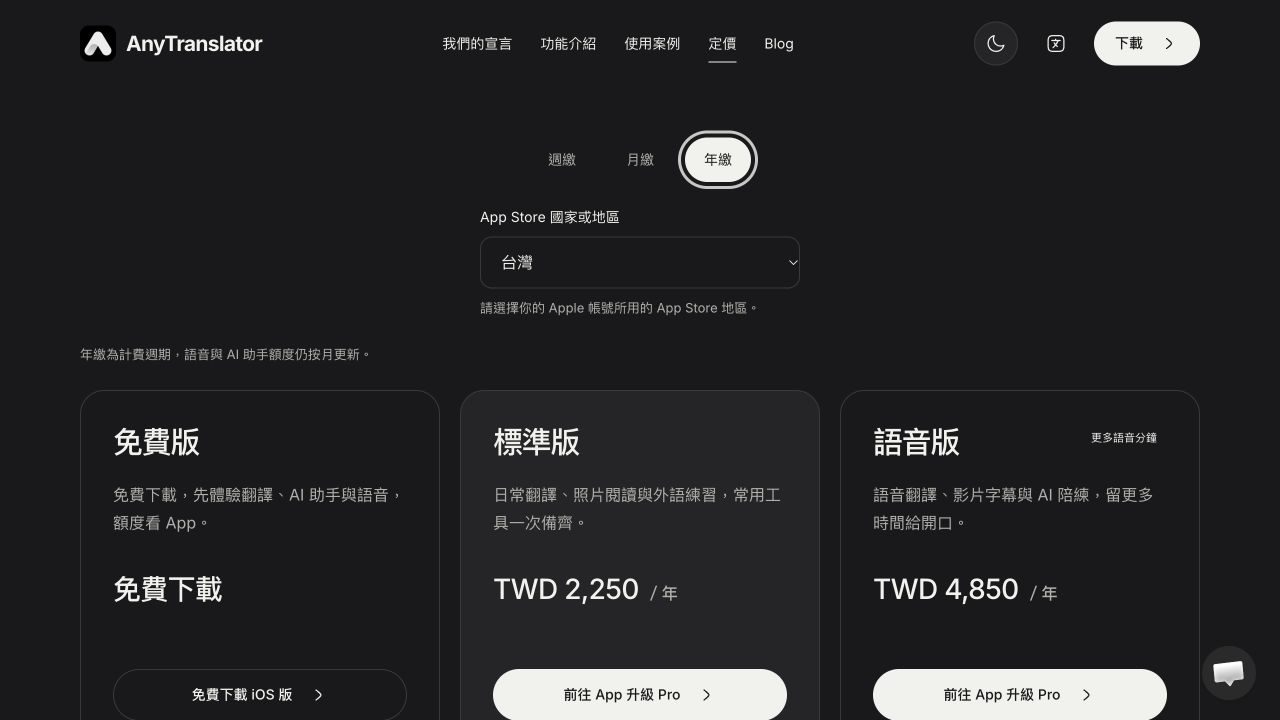 AnyTranslator
我們的宣言
功能介紹
使用案例
定價
Blog
下載
週繳
月繳
年繳
App Store 國家或地區
台灣
請選擇你的 Apple 帳號所用的 App Store 地區。
年繳為計費週期，語音與 AI 助手額度仍按月更新。
免費版
免費下載，先體驗翻譯、AI 助手與語音，
額度看 App。
免費下載
免費下載 iOS 版
標準版
日常翻譯、照片閱讀與外語練習，常用工
具一次備齊。
TWD 2,250 / 年
前往 App 升級 Pro
語音版
更多語音分鐘
語音翻譯、影片字幕與 AI 陪練，留更多
時間給開口。
TWD 4,850 / 年
前往 App 升級 Pro